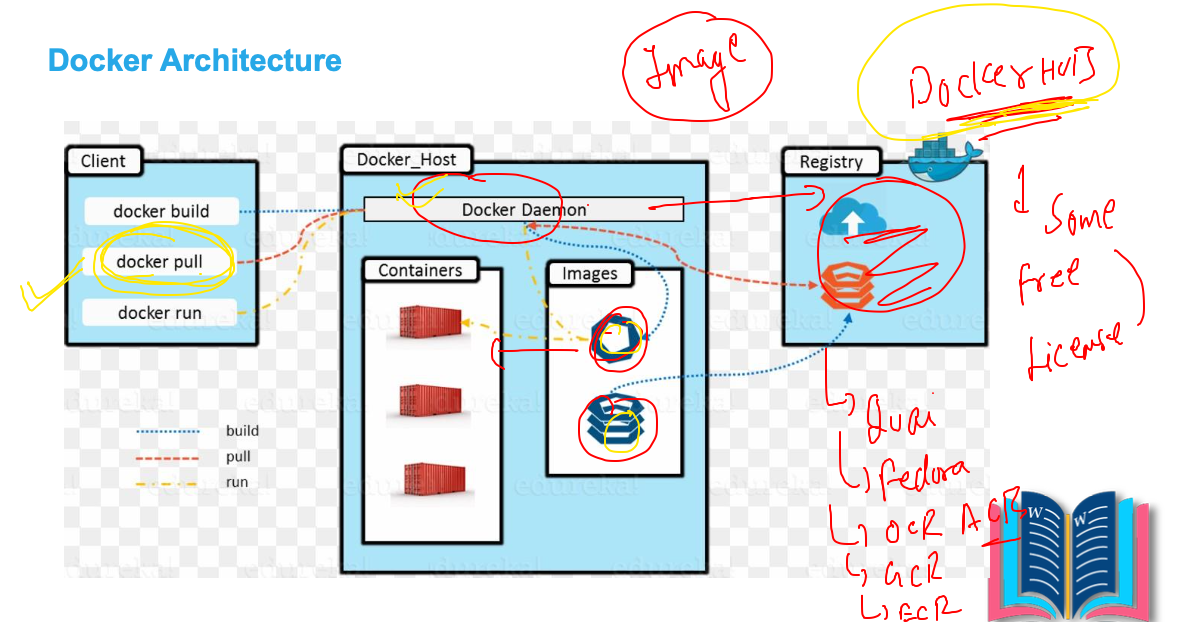 Docker Architecture
Image
DockerHUB
Client
docker build
docker pull
docker run
Docker_Host
Docker Daemon
Containers
Images
Registry
build
pull
run
Some
free
License
Quai
Fedora
OCR ACR
GCR
ECR
W W
edureka!